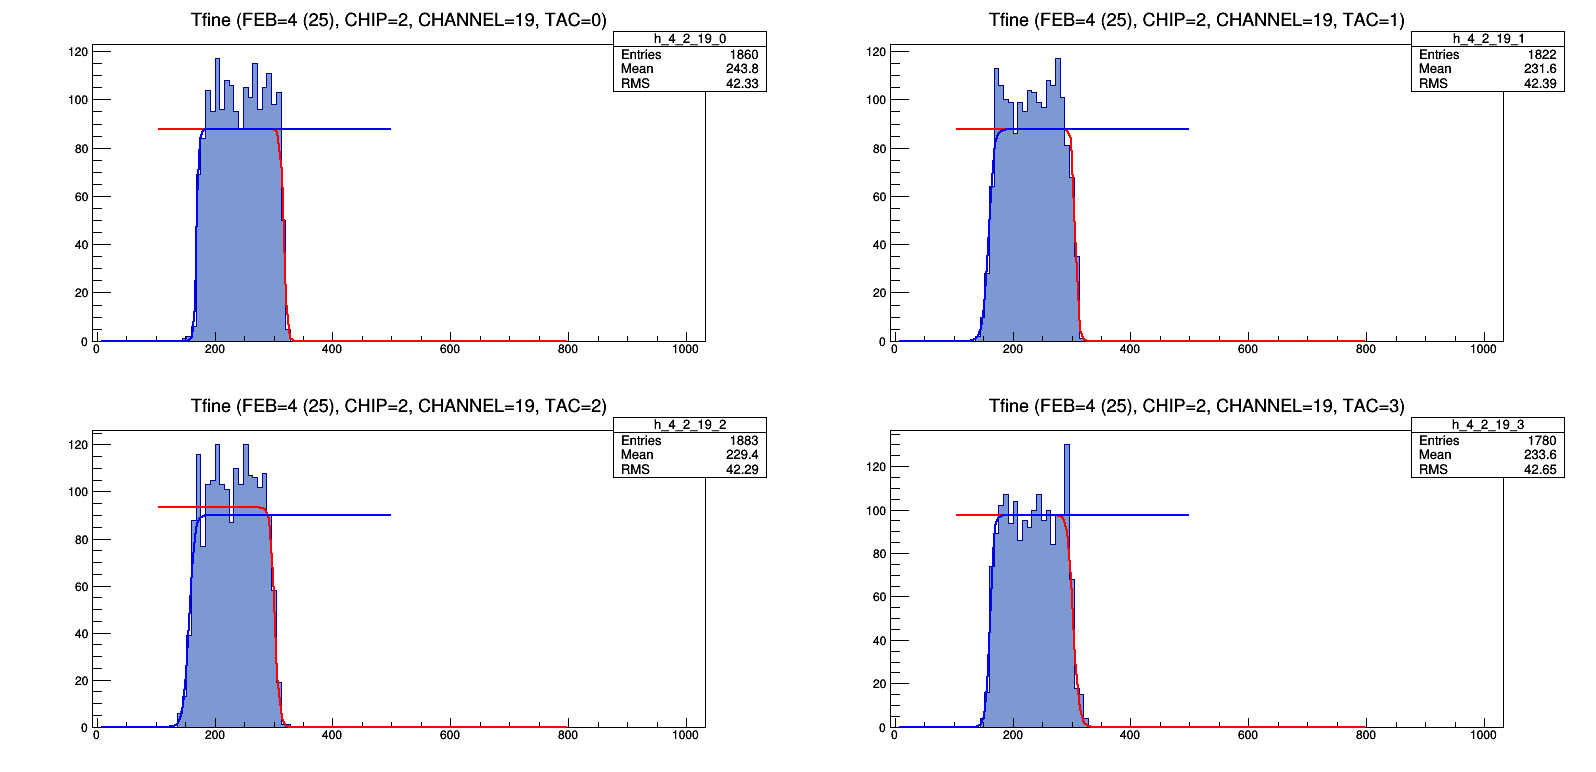 Tfine (FEB=4 (25), CHIP=2, CHANNEL=19, TAC=0)
h_4_2_19_0
Entries 1860
Mean 243.8
RMS 42.33
120
100
80
60
40
20
0
0 200 400 600 800 1000
Tfine (FEB=4 (25), CHIP=2, CHANNEL=19, TAC=1)
h_4_2_19_1
Entries 1822
Mean 231.6
RMS 42.39
120
100
80
60
40
20
0
0 200 400 600 800 1000
Tfine (FEB=4 (25), CHIP=2, CHANNEL=19, TAC=2)
h_4_2_19_2
Entries 1883
Mean 229.4
RMS 42.29
120
100
80
60
40
20
0
0 200 400 600 800 1000
Tfine (FEB=4 (25), CHIP=2, CHANNEL=19, TAC=3)
h_4_2_19_3
Entries 1780
Mean 233.6
RMS 42.65
120
100
80
60
40
20
0
0 200 400 600 800 1000